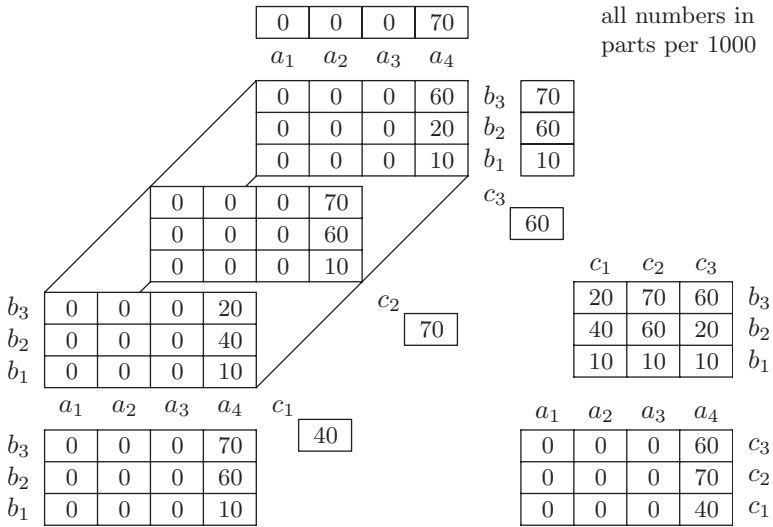 0 0 0 70
all numbers in
parts per 1000
a₁ a₂ a₃ a₄
0 0 0 60 b₃ 70
0 0 0 20 b₂ 60
0 0 0 10 b₁ 10
c₃
60
0 0 0 70
0 0 0 60
0 0 0 10
c₂
70
b₃ 0 0 0 20
b₂ 0 0 0 40
b₁ 0 0 0 10
a₁ a₂ a₃ a₄ c₁
40
c₁ c₂ c₃
20 70 60 b₃
40 60 20 b₂
10 10 10 b₁
b₃ 0 0 0 70
b₂ 0 0 0 60
b₁ 0 0 0 10
a₁ a₂ a₃ a₄
0 0 0 60 c₃
0 0 0 70 c₂
0 0 0 40 c₁